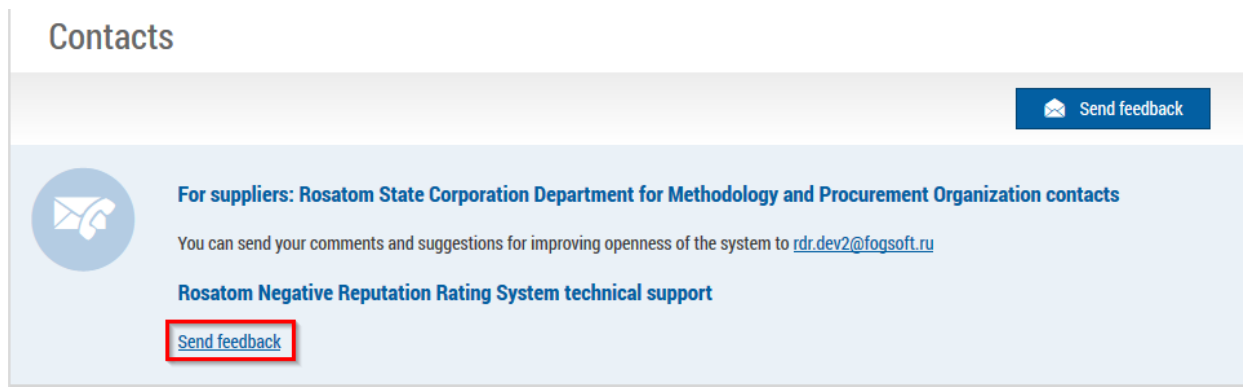 Contacts
Send feedback
For suppliers: Rosatom State Corporation Department for Methodology and Procurement Organization contacts
You can send your comments and suggestions for improving openness of the system to rdr.dev2@fogsoft.ru
Rosatom Negative Reputation Rating System technical support
Send feedback